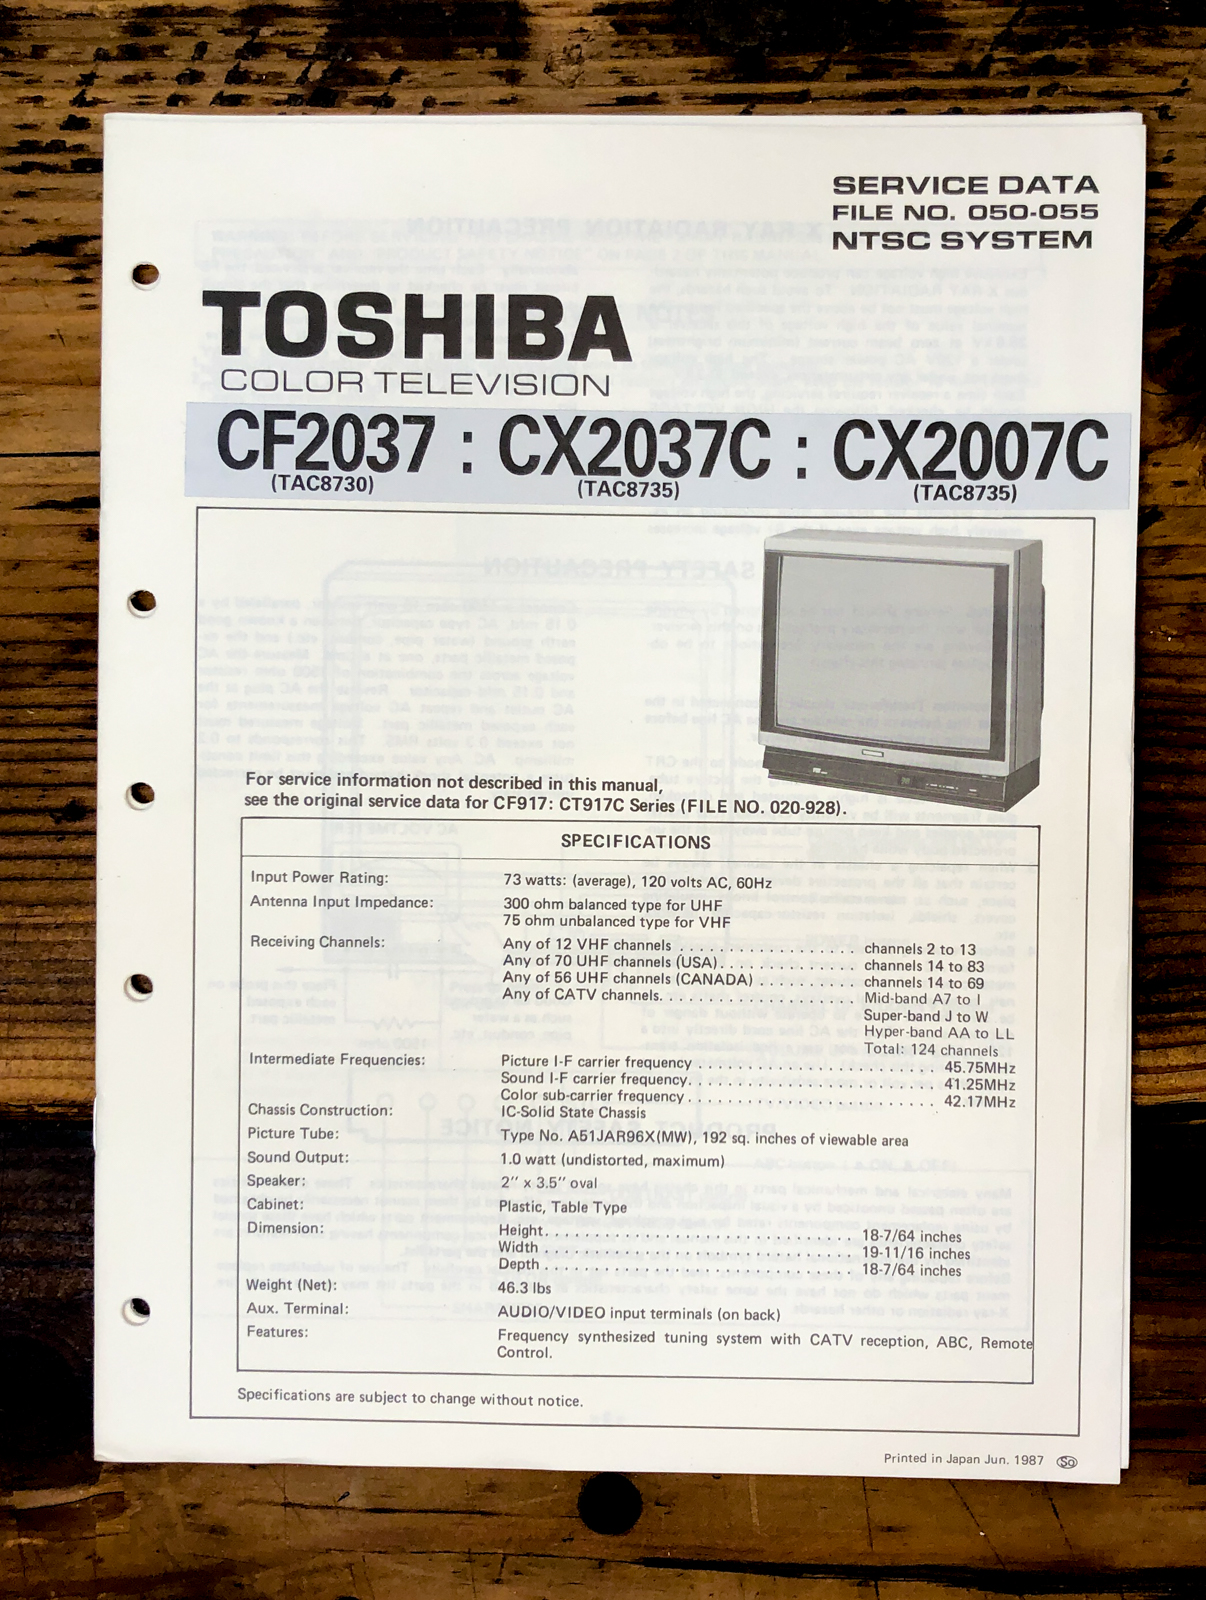 SERVICE DATA
FILE NO. 050-055
NTSC SYSTEM
TOSHIBA
COLOR TELEVISION
CF2037 : CX2037C : CX2007C
(TAC8730) (TAC8735) (TAC8735)
For service information not described in this manual,
see the original service data for CF917: CT917C Series (FILE NO. 020-928).
SPECIFICATIONS
Input Power Rating: 73 watts: (average), 120 volts AC, 60Hz
Antenna Input Impedance: 300 ohm balanced type for UHF
75 ohm unbalanced type for VHF
Receiving Channels: Any of 12 VHF channels . . . . . . . . . . . . . . . . . . channels 2 to 13
Any of 70 UHF channels (USA). . . . . . . . . . . . . . channels 14 to 83
Any of 56 UHF channels (CANADA) . . . . . . . . . . channels 14 to 69
Any of CATV channels. . . . . . . . . . . . . . . . . . . . Mid-band A7 to I
Super-band J to W
Hyper-band AA to LL
Total: 124 channels
Intermediate Frequencies: Picture I-F carrier frequency . . . . . . . . . . . . . . . . . . . . . . . 45.75MHz
Sound I-F carrier frequency. . . . . . . . . . . . . . . . . . . . . . . . 41.25MHz
Color sub-carrier frequency . . . . . . . . . . . . . . . . . . . . . . . . 42.17MHz
Chassis Construction: IC-Solid State Chassis
Picture Tube: Type No. A51JAR96X(MW), 192 sq. inches of viewable area
Sound Output: 1.0 watt (undistorted, maximum)
Speaker: 2" x 3.5" oval
Cabinet: Plastic, Table Type
Dimension: Height. . . . . . . . . . . . . . . . . . . . . . . . . . . . . . 18-7/64 inches
Width . . . . . . . . . . . . . . . . . . . . . . . . . . . . . . 19-11/16 inches
Depth . . . . . . . . . . . . . . . . . . . . . . . . . . . . . . 18-7/64 inches
Weight (Net): 46.3 lbs
Aux. Terminal: AUDIO/VIDEO input terminals (on back)
Features: Frequency synthesized tuning system with CATV reception, ABC, Remote
Control.
Specifications are subject to change without notice.
Printed in Japan Jun. 1987 So